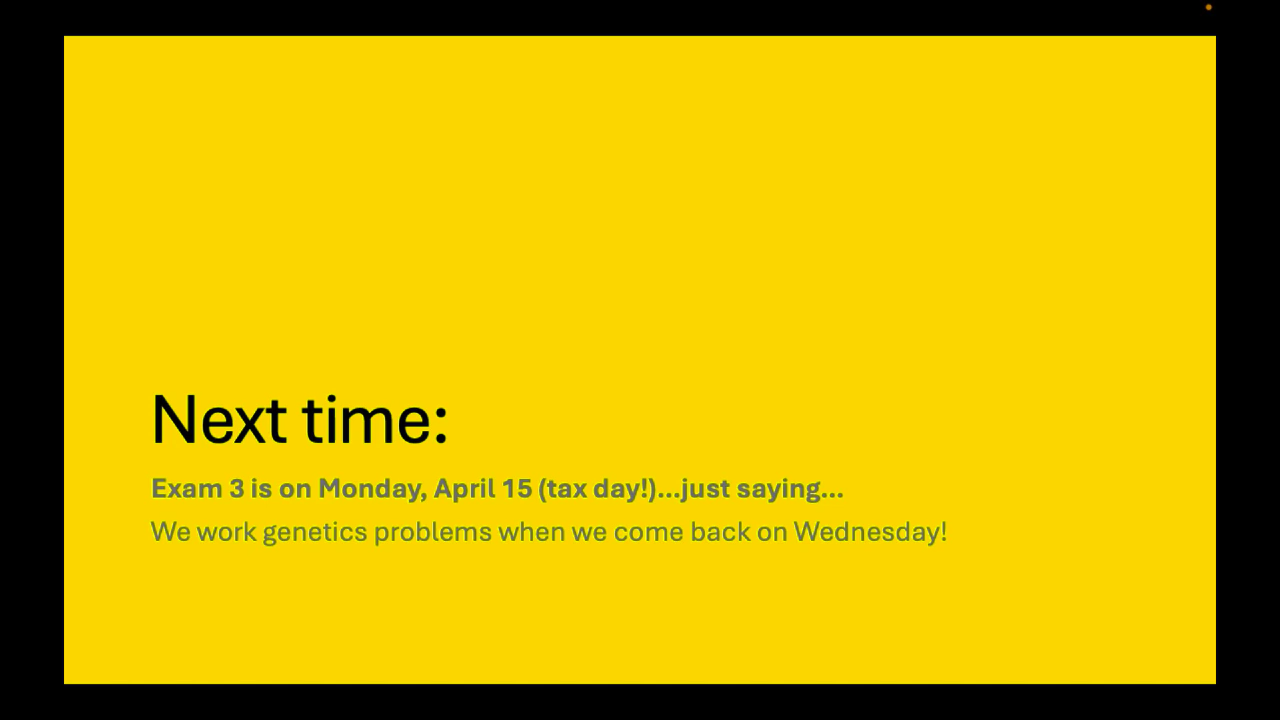 Next time:
Exam 3 is on Monday, April 15 (tax day!)...just saying...
We work genetics problems when we come back on Wednesday!